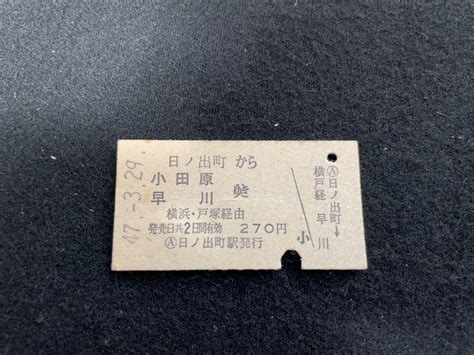 47.-3.29
日ノ出町から
小田原
早川ゆき
横浜・戸塚経由
発売日共2日間有効 270円
Ⓐ日ノ出町駅発行
Ⓐ日ノ出町→
早川
横戸経
小